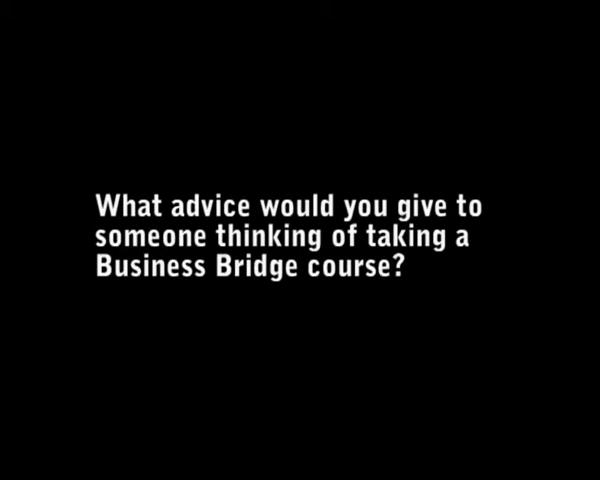 What advice would you give to
someone thinking of taking a
Business Bridge course?